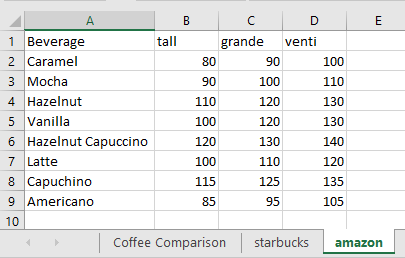 A B C D E
1 Beverage tall grande venti
2 Caramel 80 90 100
3 Mocha 90 100 110
4 Hazelnut 110 120 130
5 Vanilla 100 120 130
6 Hazelnut Capuccino 120 130 140
7 Latte 100 110 120
8 Capuchino 115 125 135
9 Americano 85 95 105
10
Coffee Comparison starbucks amazon